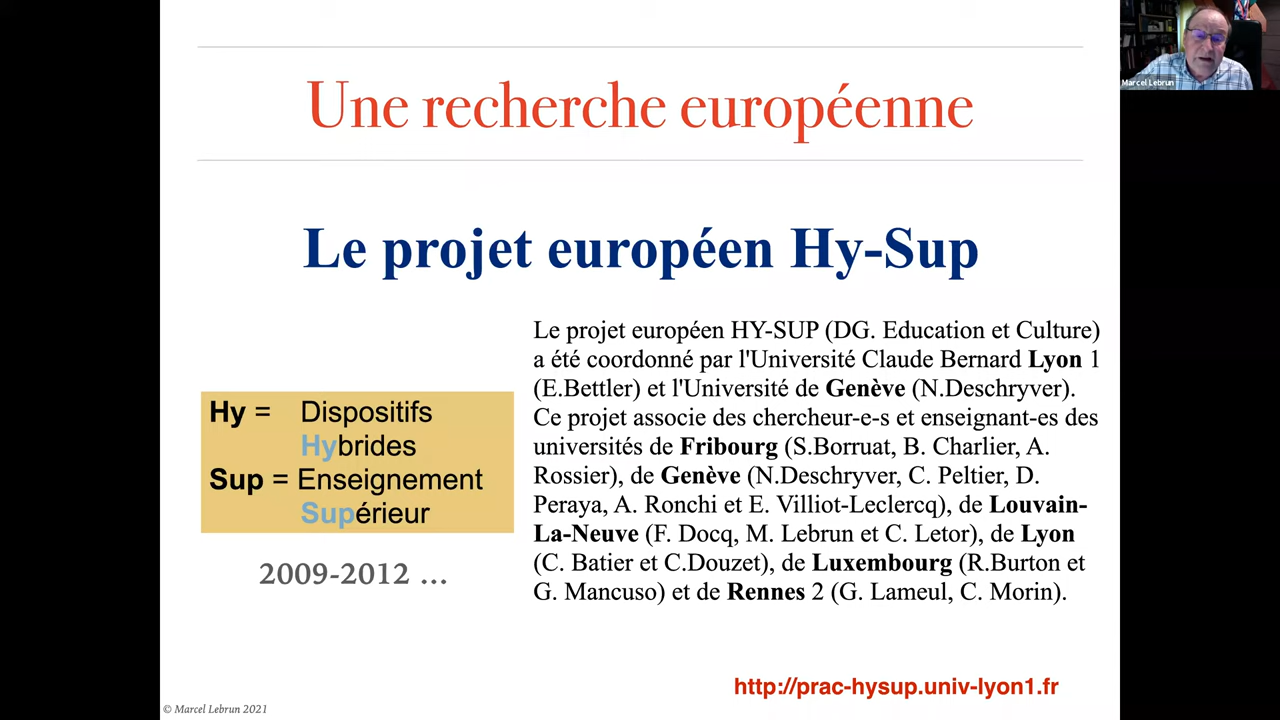 Une recherche européenne
Le projet européen Hy-Sup
Le projet européen HY-SUP (DG. Education et Culture)
a été coordonné par l'Université Claude Bernard Lyon 1
(E.Bettler) et l'Université de Genève (N.Deschryver).
Ce projet associe des chercheur-e-s et enseignant-es des
universités de Fribourg (S.Borruat, B. Charlier, A.
Rossier), de Genève (N.Deschryver, C. Peltier, D.
Peraya, A. Ronchi et E. Villiot-Leclercq), de Louvain-
La-Neuve (F. Docq, M. Lebrun et C. Letor), de Lyon
(C. Batier et C.Douzet), de Luxembourg (R.Burton et
G. Mancuso) et de Rennes 2 (G. Lameul, C. Morin).
Hy = Dispositifs
Hybrides
Sup = Enseignement
Supérieur
2009-2012 ...
http://prac-hysup.univ-lyon1.fr
© Marcel Lebrun 2021
Marcel Lebrun